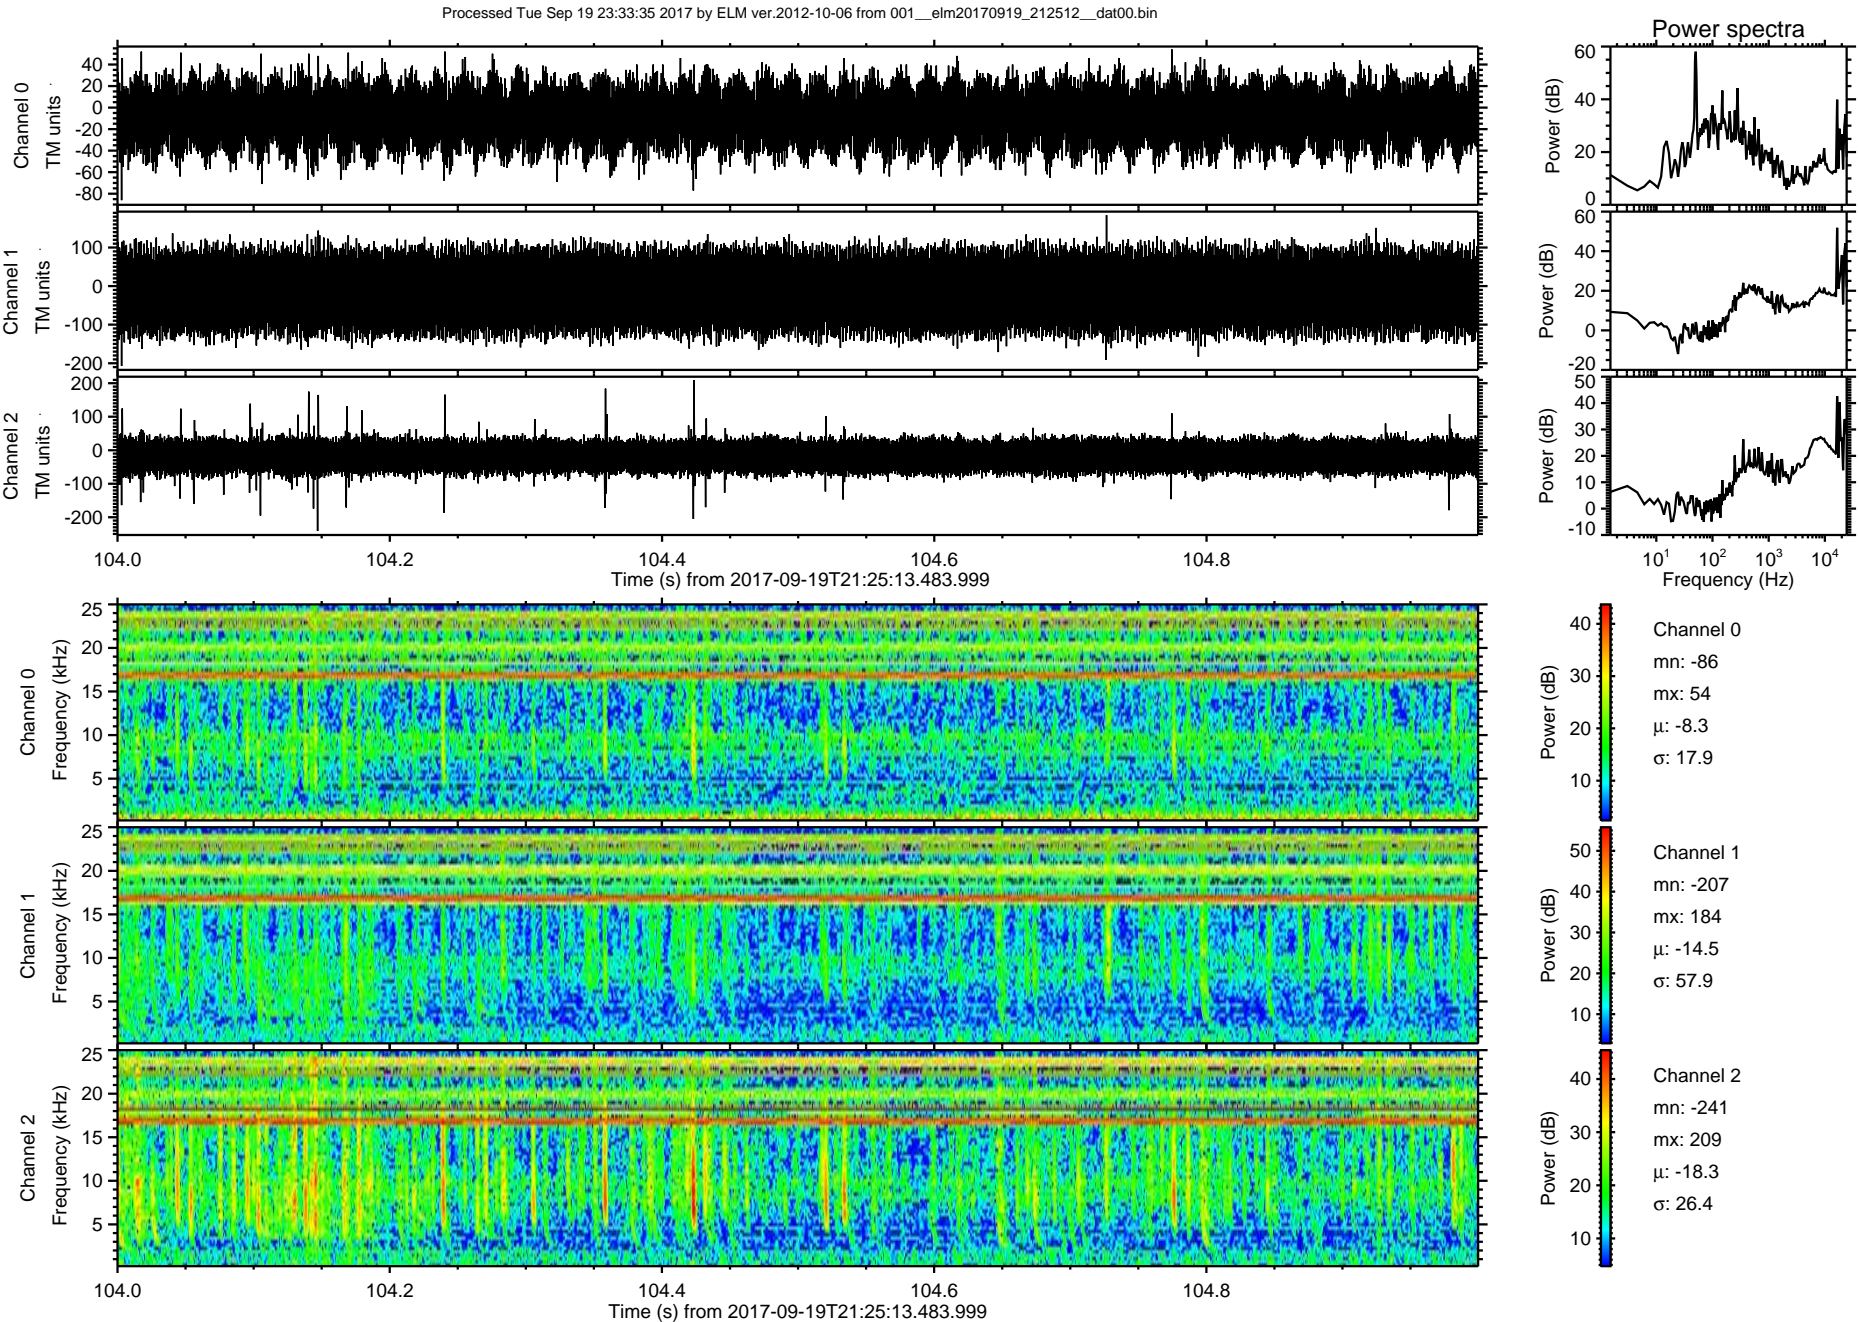 Processed Tue Sep 19 23:33:35 2017 by ELM ver.2012-10-06 from 001__elm20170919_212512__dat00.bin
Power spectra
Channel 0
TM units
40
20
0
-20
-40
-60
-80
Power (dB)
60
40
20
0
Channel 1
TM units
100
0
-100
-200
Power (dB)
60
40
20
0
-20
Channel 2
TM units
200
100
0
-100
-200
Power (dB)
50
40
30
20
10
0
-10
104.0 104.2 104.4 104.6 104.8
Time (s) from 2017-09-19T21:25:13.483.999
10^1 10^2 10^3 10^4
Frequency (Hz)
Channel 0
Frequency (kHz)
25
20
15
10
5
Power (dB)
40
30
20
10
Channel 0
mn: -86
mx: 54
μ: -8.3
σ: 17.9
Channel 1
Frequency (kHz)
25
20
15
10
5
Power (dB)
50
40
30
20
10
Channel 1
mn: -207
mx: 184
μ: -14.5
σ: 57.9
Channel 2
Frequency (kHz)
25
20
15
10
5
Power (dB)
40
30
20
10
Channel 2
mn: -241
mx: 209
μ: -18.3
σ: 26.4
104.0 104.2 104.4 104.6 104.8
Time (s) from 2017-09-19T21:25:13.483.999